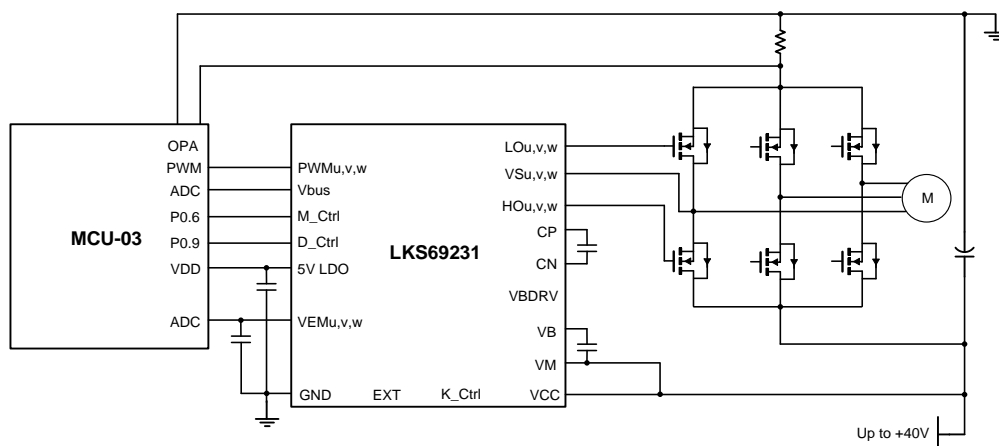 OPA
PWM
ADC
P0.6
P0.9
VDD
ADC
MCU-03
PWMu,v,w
Vbus
M_Ctrl
D_Ctrl
5V LDO
VEMu,v,w
GND
EXT
K_Ctrl
LKS69231
LOu,v,w
VSu,v,w
HOu,v,w
CP
CN
VBDRV
VB
VM
VCC
M
Up to +40V